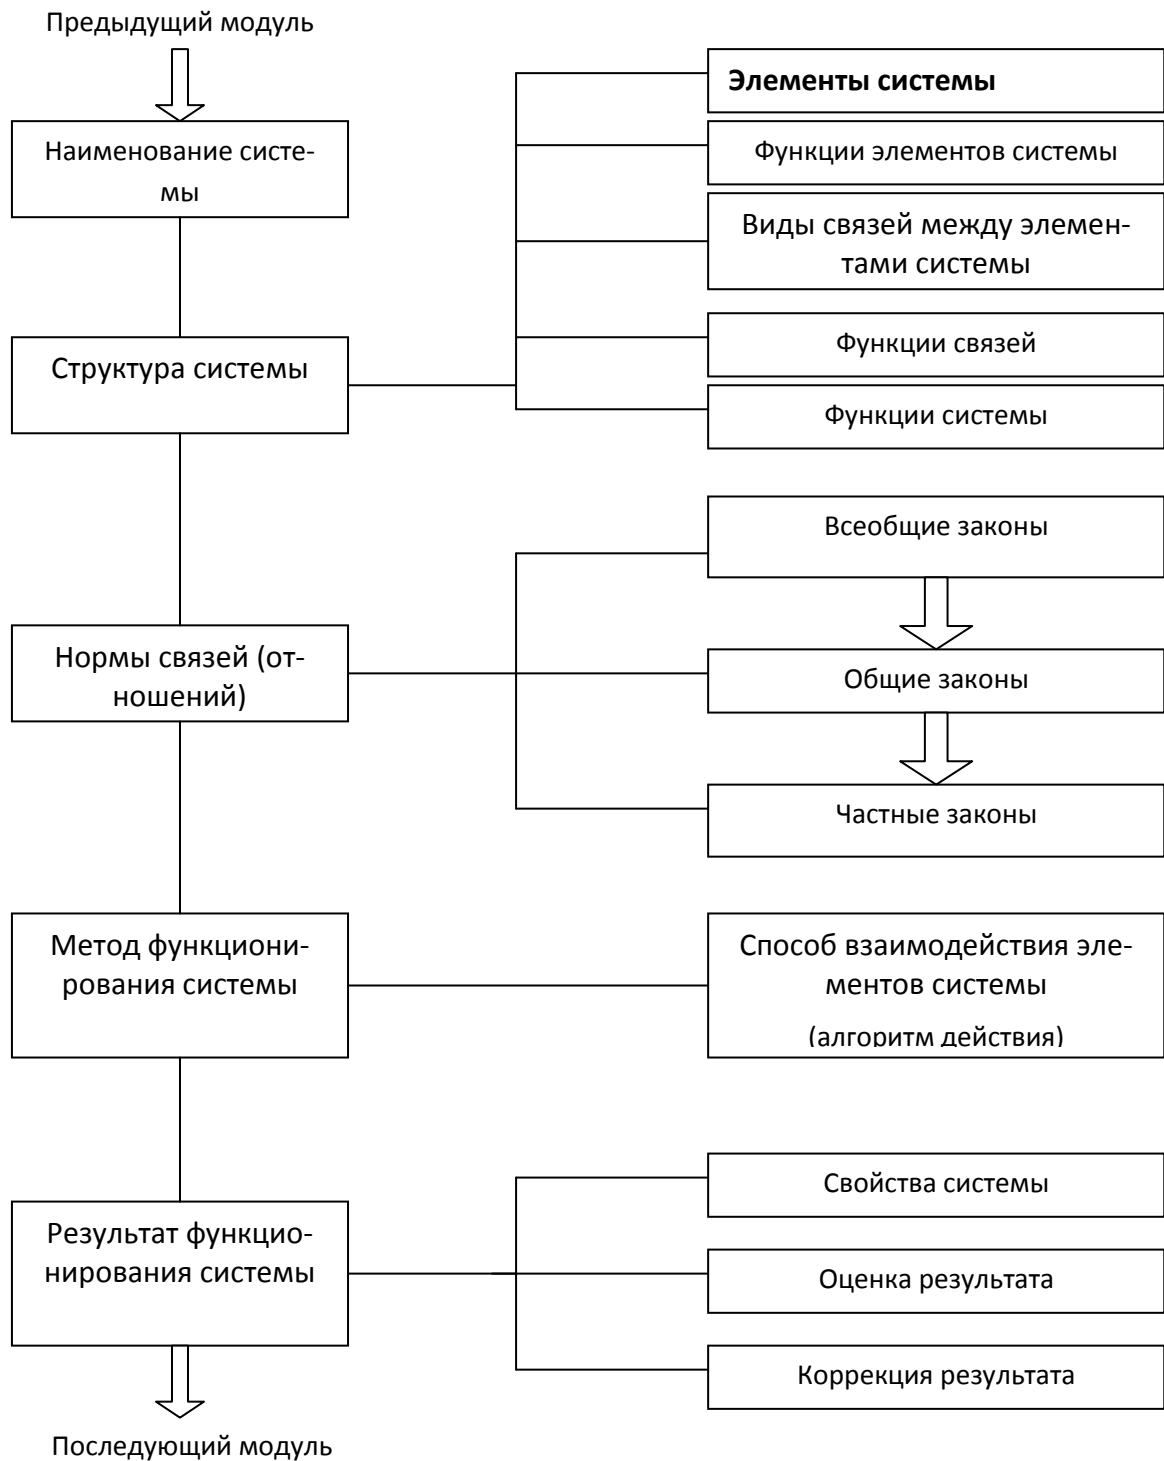 Предыдущий модуль
Наименование систе-
мы
Элементы системы
Функции элементов системы
Виды связей между элемен-
тами системы
Структура системы
Функции связей
Функции системы
Всеобщие законы
Нормы связей (от-
ношений)
Общие законы
Частные законы
Метод функциони-
рования системы
Способ взаимодействия эле-
ментов системы
(алгоритм действия)
Результат функцио-
нирования системы
Свойства системы
Оценка результата
Коррекция результата
Последующий модуль